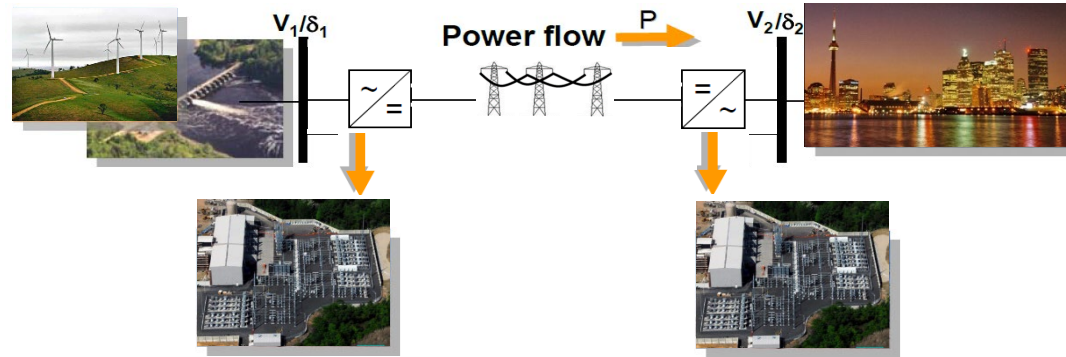 V₁/δ₁
Power flow
P
V₂/δ₂
~
=
=
~